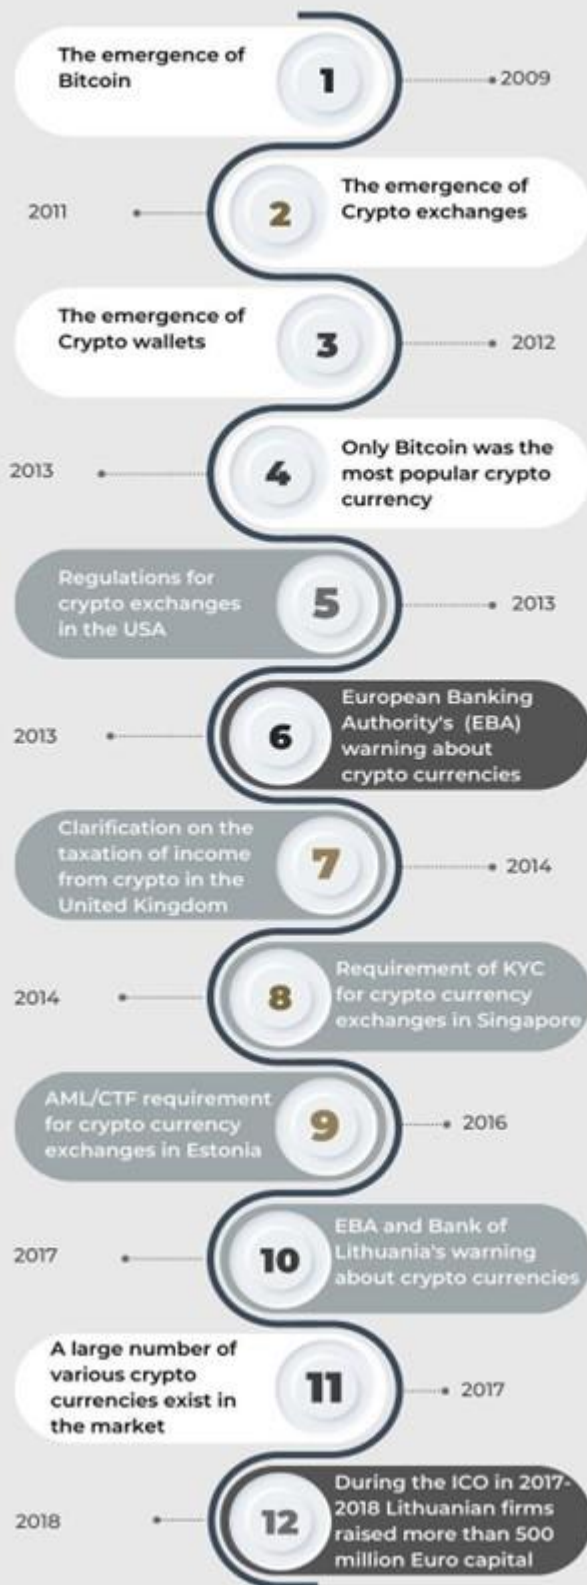 The emergence of
Bitcoin
1
2009
2011
2
The emergence of
Crypto exchanges
The emergence of
Crypto wallets
3
2012
2013
4
Only Bitcoin was the
most popular crypto
currency
Regulations for
crypto exchanges
in the USA
5
2013
2013
6
European Banking
Authority's (EBA)
warning about
crypto currencies
Clarification on the
taxation of income
from crypto in the
United Kingdom
7
2014
2014
8
Requirement of KYC
for crypto currency
exchanges in Singapore
AML/CTF requirement
for crypto currency
exchanges in Estonia
9
2016
2017
10
EBA and Bank of
Lithuania's warning
about crypto currencies
A large number of
various crypto
currencies exist in
the market
11
2017
2018
12
During the ICO in 2017-
2018 Lithuanian firms
raised more than 500
million Euro capital